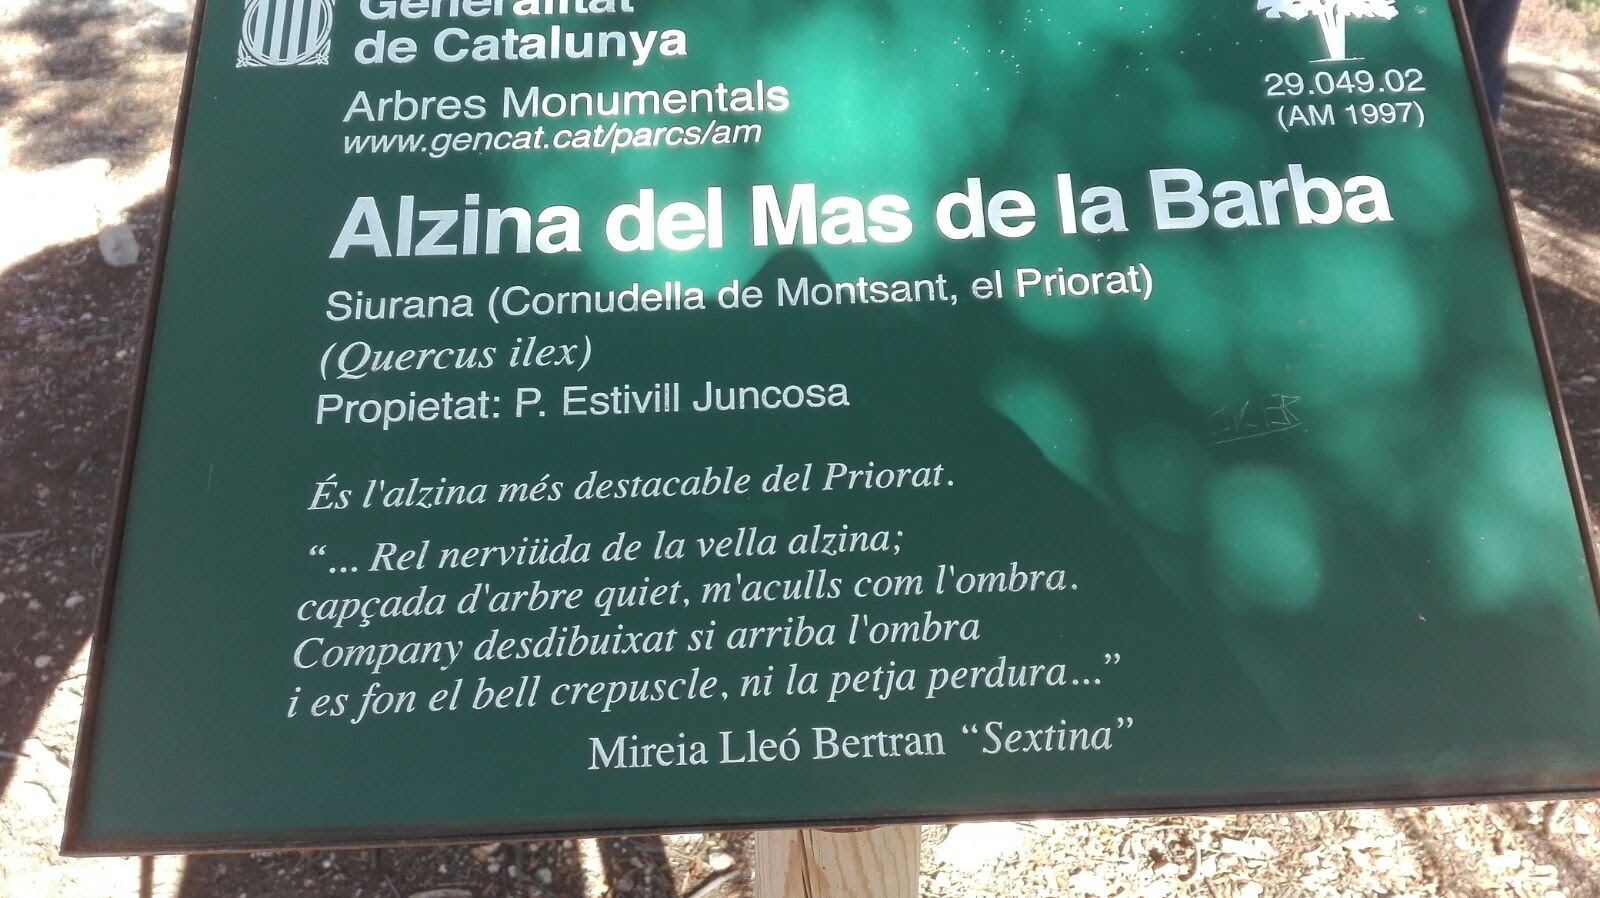 Generalitat
de Catalunya
Arbres Monumentals
www.gencat.cat/parcs/am
29.049.02
(AM 1997)
Alzina del Mas de la Barba
Siurana (Cornudella de Montsant, el Priorat)
(Quercus ilex)
Propietat: P. Estivill Juncosa
És l'alzina més destacable del Priorat.
“... Rel nerviüda de la vella alzina;
capçada d'arbre quiet, m'aculls com l'ombra.
Company desdibuixat si arriba l'ombra
i es fon el bell crepuscle, ni la petja perdura...”
Mireia Lleó Bertran “Sextina”